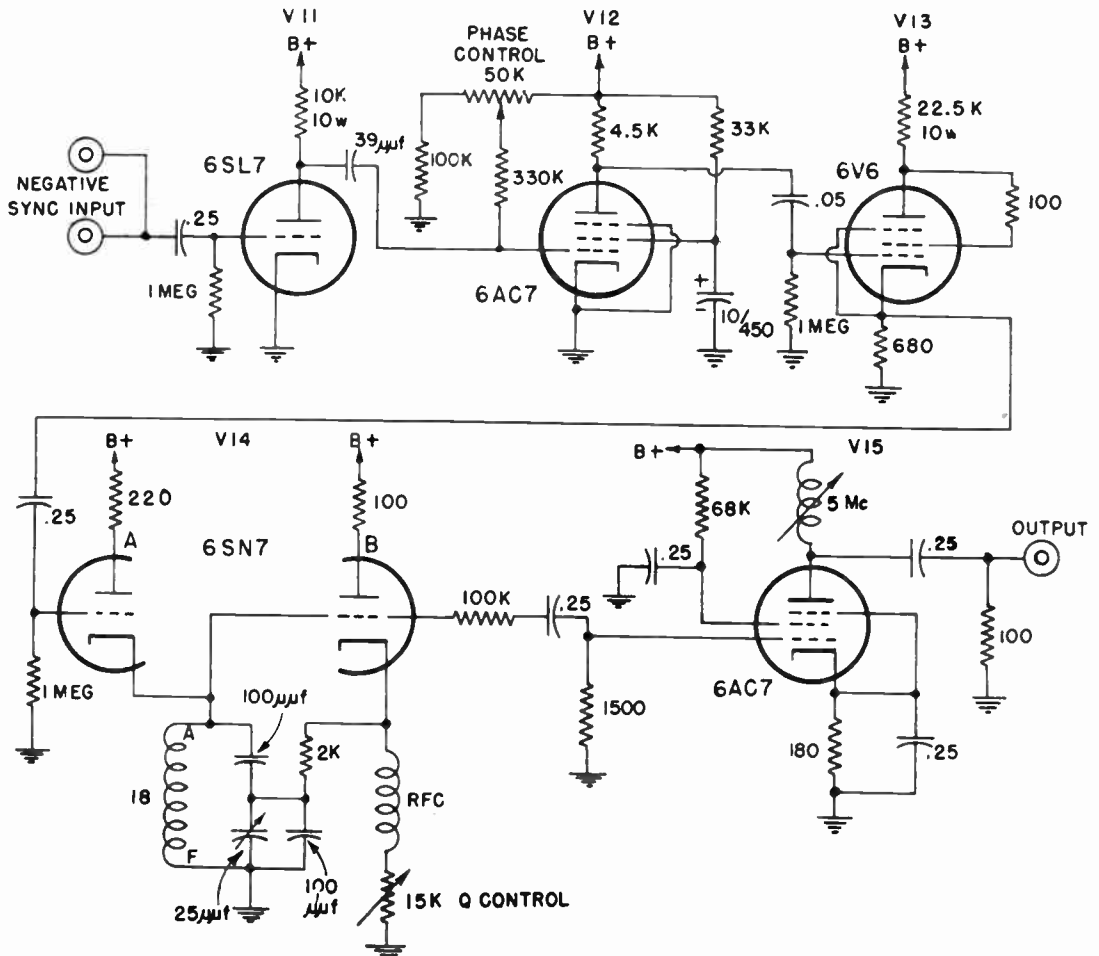 V11
B+
10K
10w
39μμf
6SL7
NEGATIVE
SYNC INPUT
.25
1 MEG
V12
B+
PHASE
CONTROL
50K
100K
330K
4.5K
33K
6AC7
+
-
10/
450
.05
1 MEG
V13
B+
22.5K
10w
6V6
100
680
B+
V14
B+
220
100
.25
A
6SN7
B
1 MEG
A
100μμf
2K
18
RFC
F
25μμf
100
μμf
15K Q CONTROL
100K
.25
1500
B+
V15
68K
5 Mc
.25
.25
OUTPUT
100
6AC7
180
.25